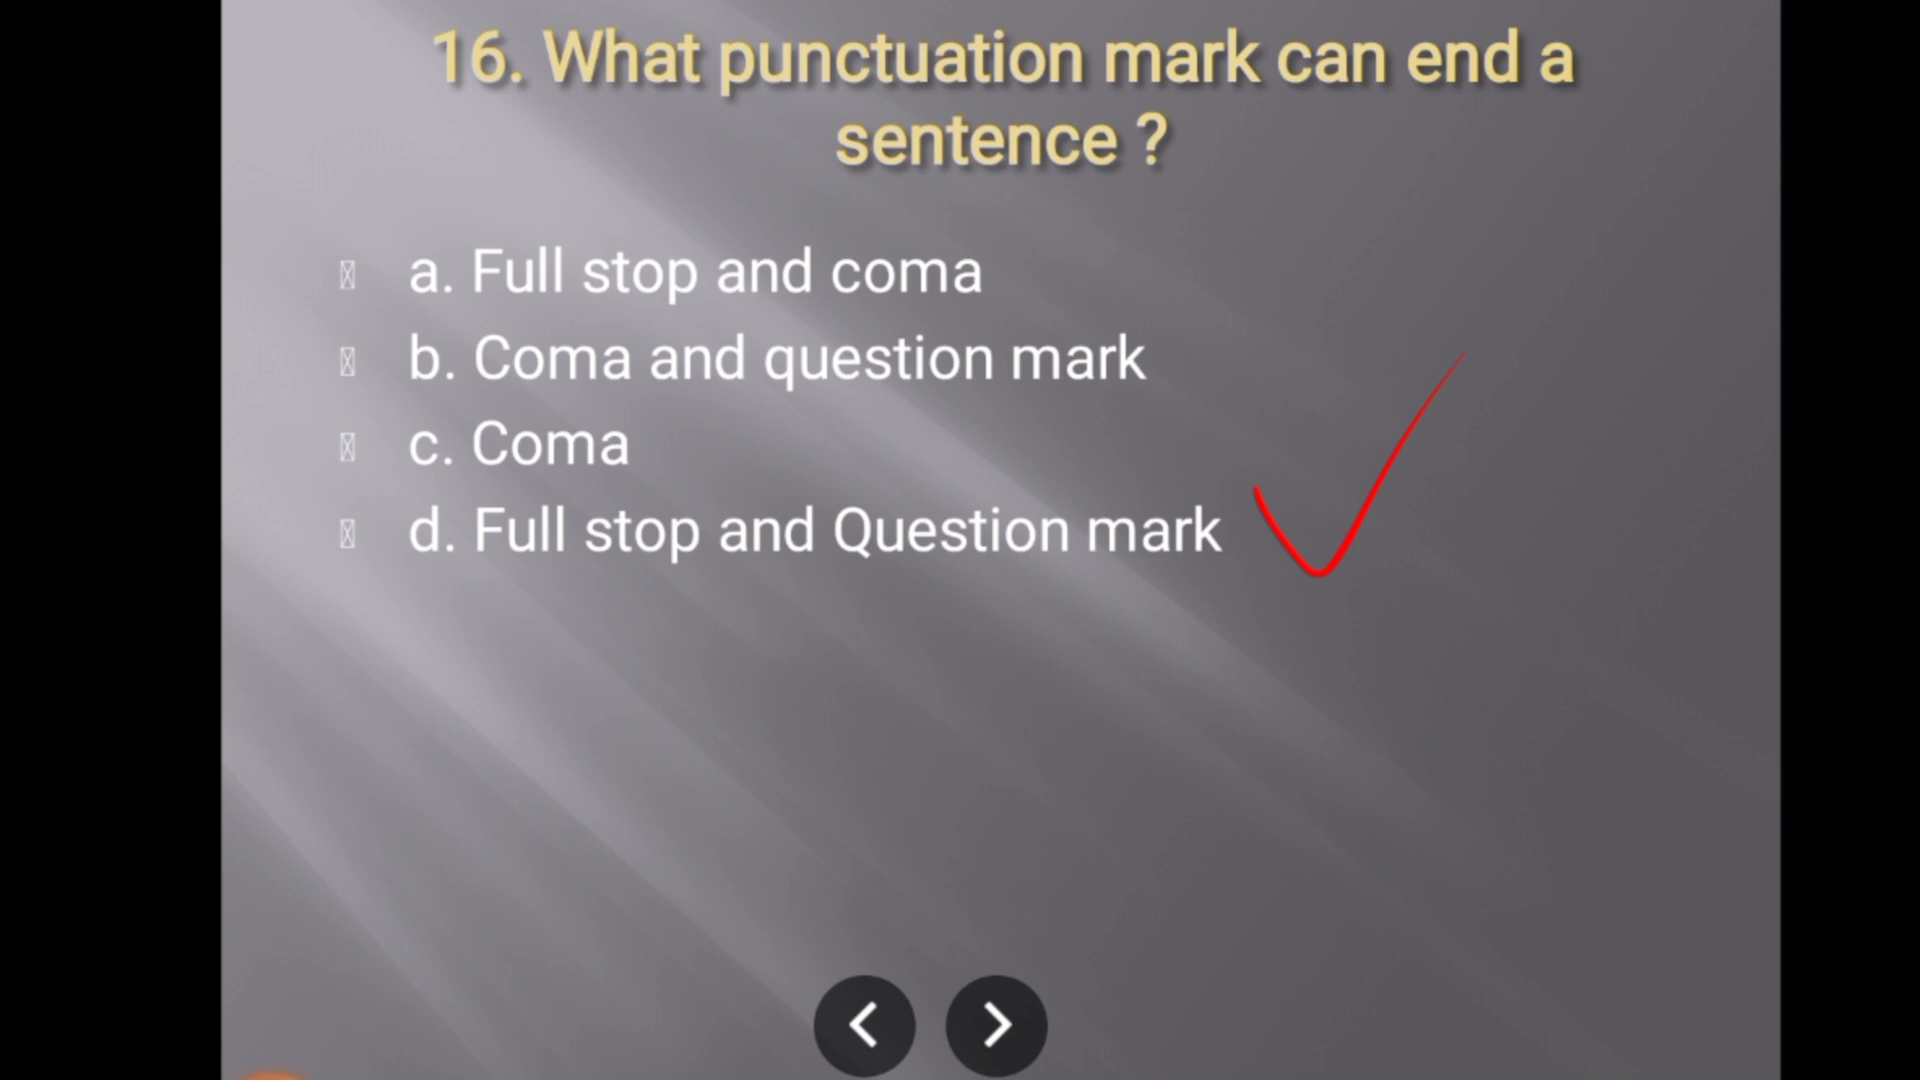 16. What punctuation mark can end a
sentence ?
a. Full stop and coma
b. Coma and question mark
c. Coma
d. Full stop and Question mark